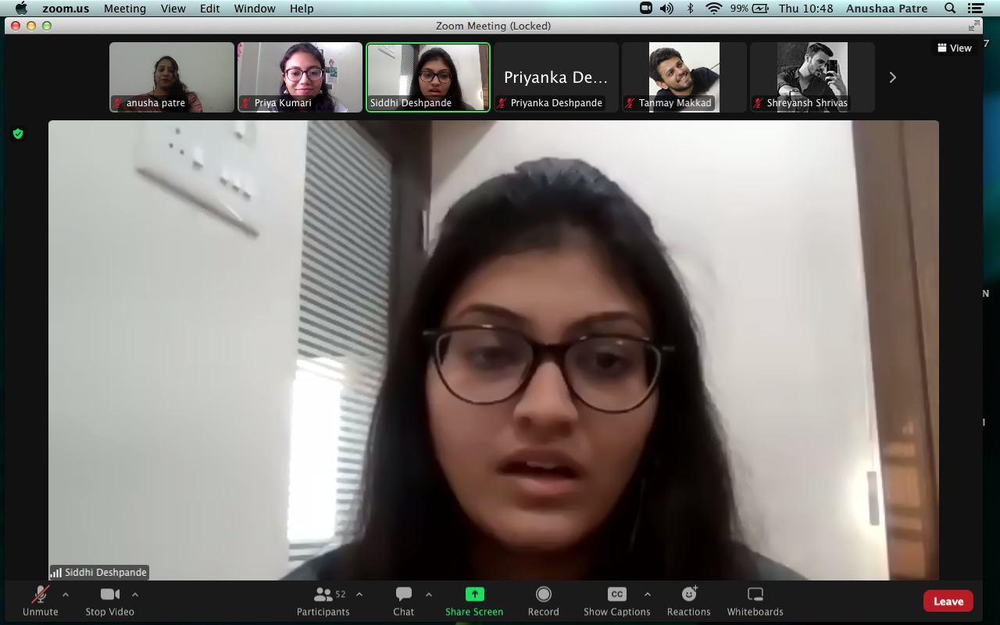 zoom.us Meeting View Edit Window Help 99% Thu 10:48 Anushaa Patre
Zoom Meeting (Locked)
7
View
Priyanka De...
anusha patre
Priya Kumari
Siddhi Deshpande
Priyanka Deshpande
Tanmay Makkad
Shreyansh Shrivas
N
Siddhi Deshpande
52
CC
Unmute Stop Video Participants Chat Share Screen Record Show Captions Reactions Whiteboards
Leave